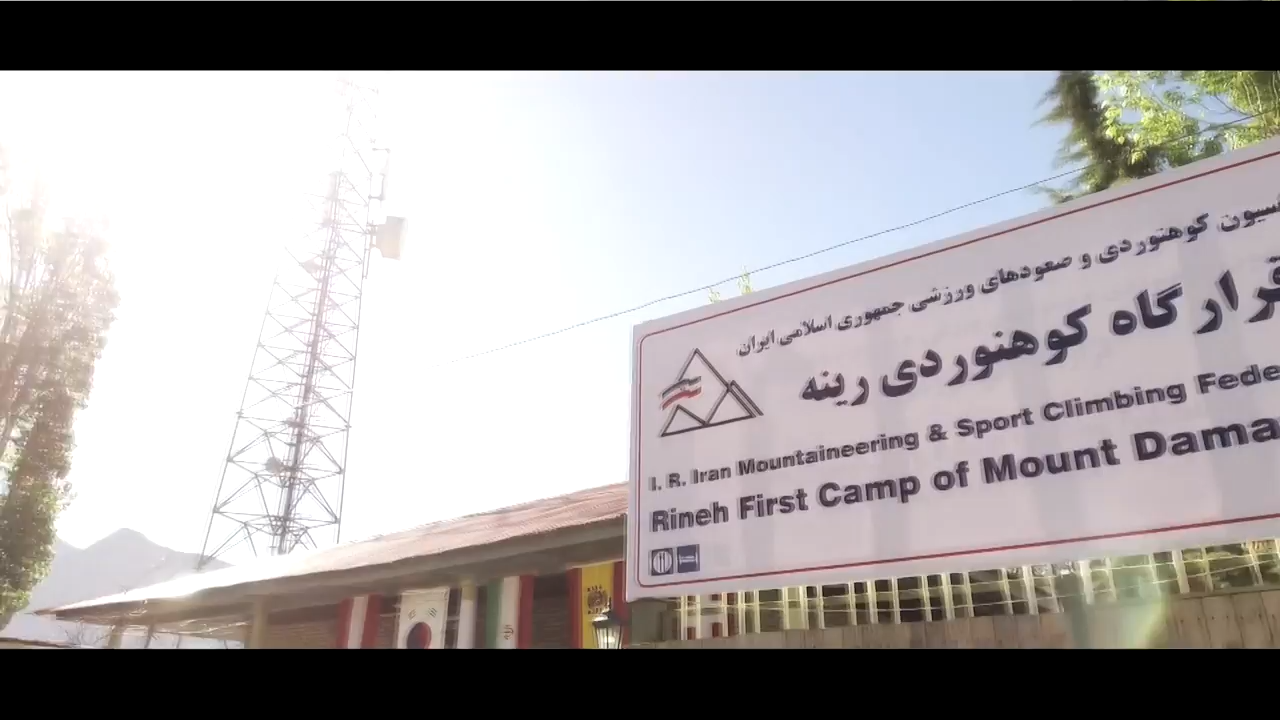 کوهنوردی و صعودهای ورزشی جمهوری اسلامی ایران
قرارگاه کوهنوردی رینه
I. R. Iran Mountaineering & Sport Climbing Fede
Rineh First Camp of Mount Dama